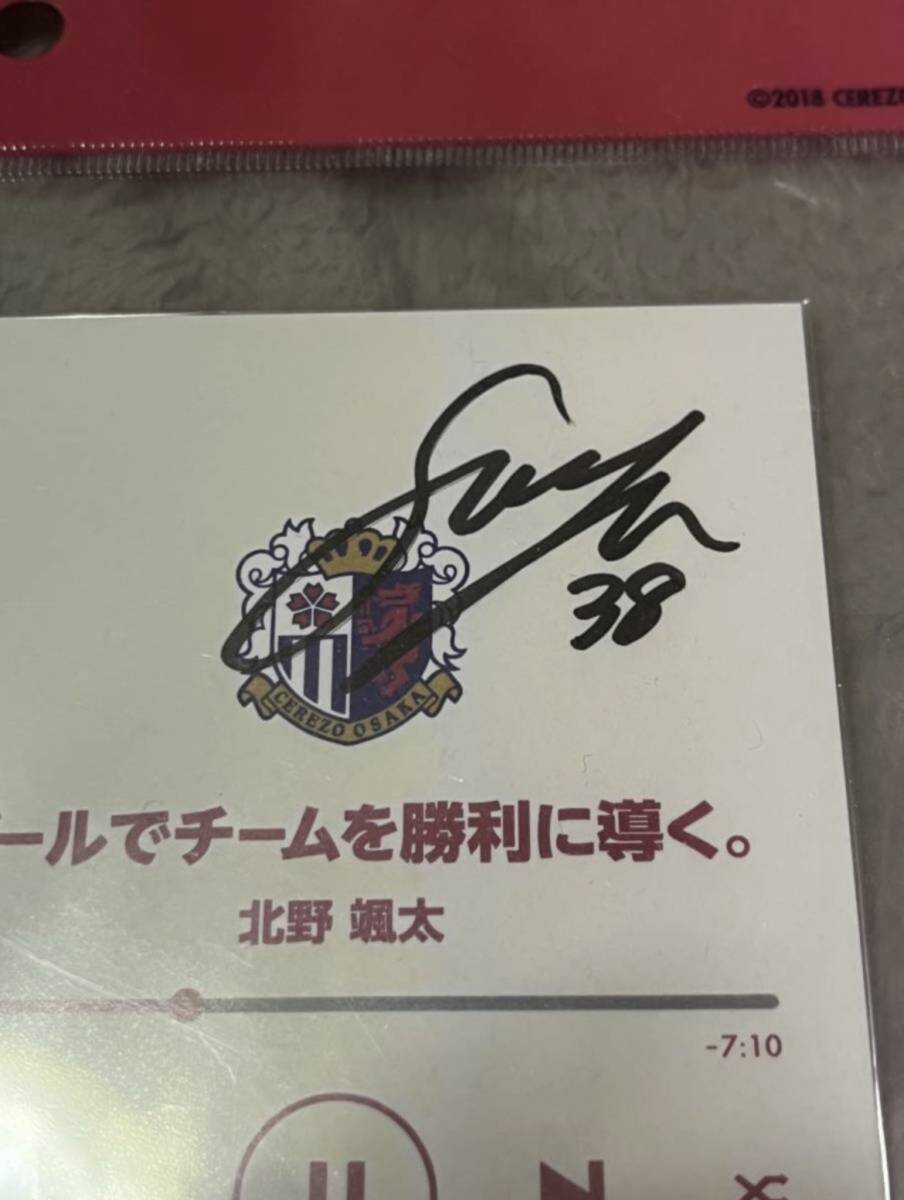 ©2018 CEREZ
38
CEREZO OSAKA
ールでチームを勝利に導く。
北野 颯太
-7:10